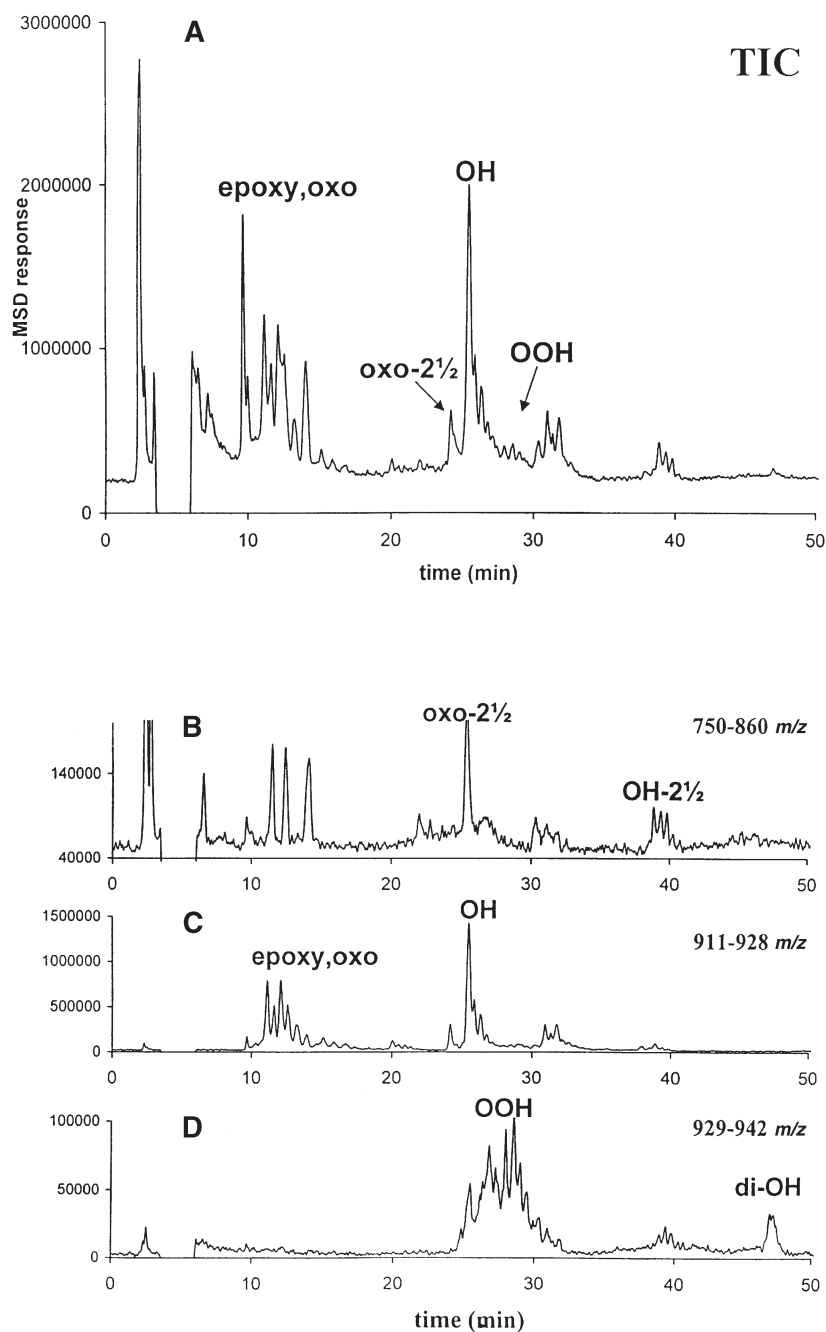 3000000
A
TIC
2000000
epoxy,oxo
OH
MSD response
1000000
oxo-2½
OOH
0
0 10 20 30 40 50
time (min)
B
oxo-2½
750-860 m/z
140000
OH-2½
40000
0 10 20 30 40 50
1500000
C
OH
911-928 m/z
1000000
epoxy,oxo
500000
0
0 10 20 30 40 50
100000
D
OOH
929-942 m/z
50000
di-OH
0
0 10 20 30 40 50
time (min)